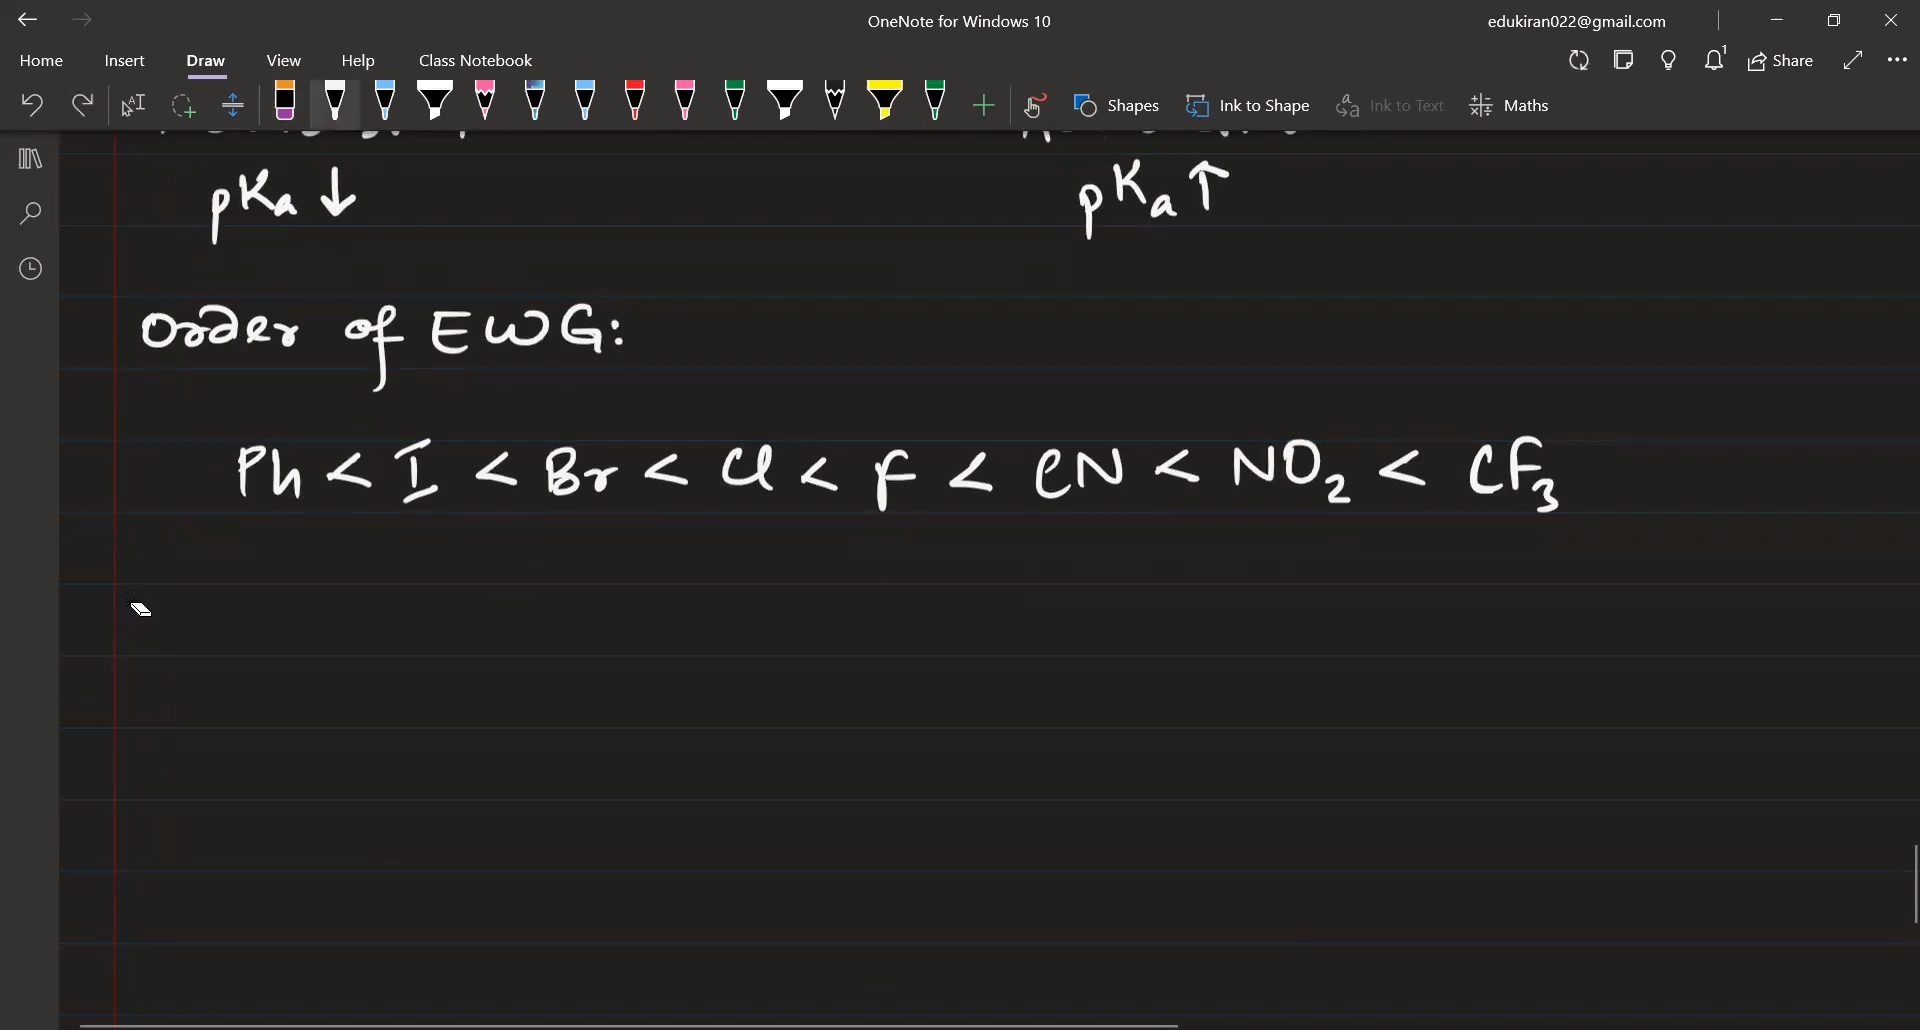 OneNote for Windows 10
edukiran022@gmail.com
Home Insert Draw View Help Class Notebook
1
Share
Shapes Ink to Shape Ink to Text Maths
pKa ↓ pKa ↑
Order of EWG:
Ph < I < Br < Cl < F < CN < NO₂ < CF₃